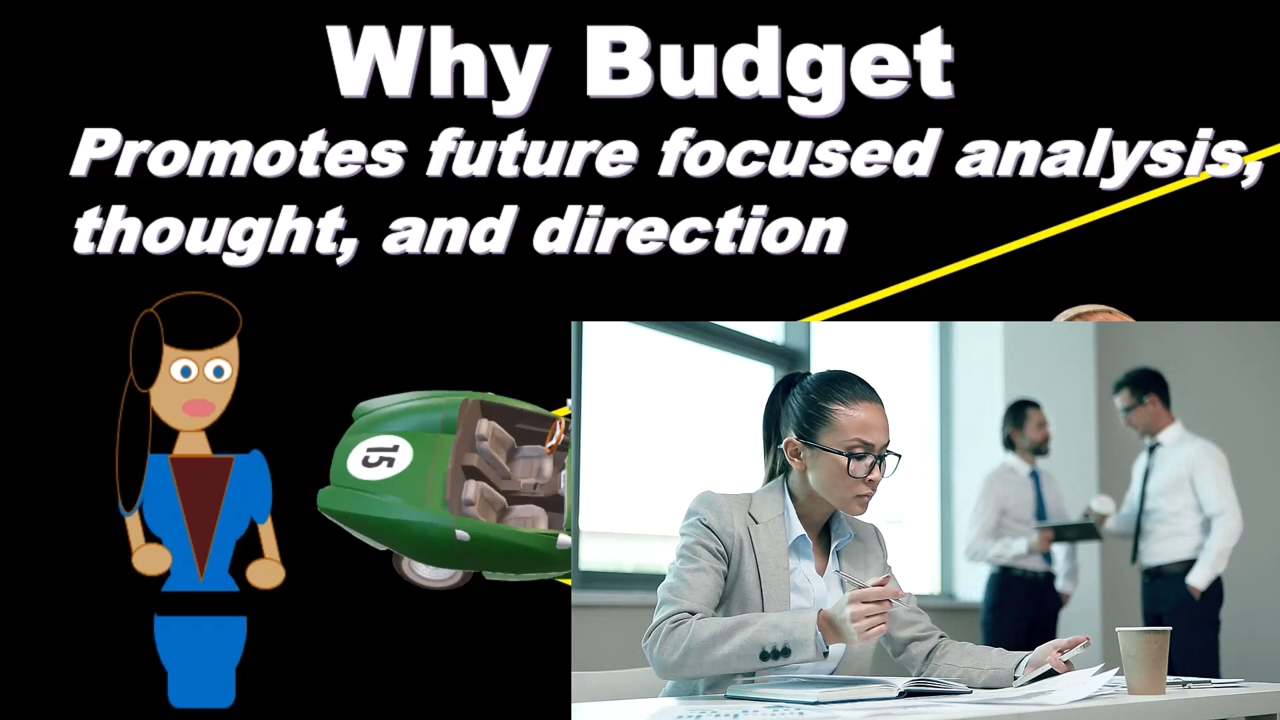 Why Budget
Promotes future focused analysis,
thought, and direction
15